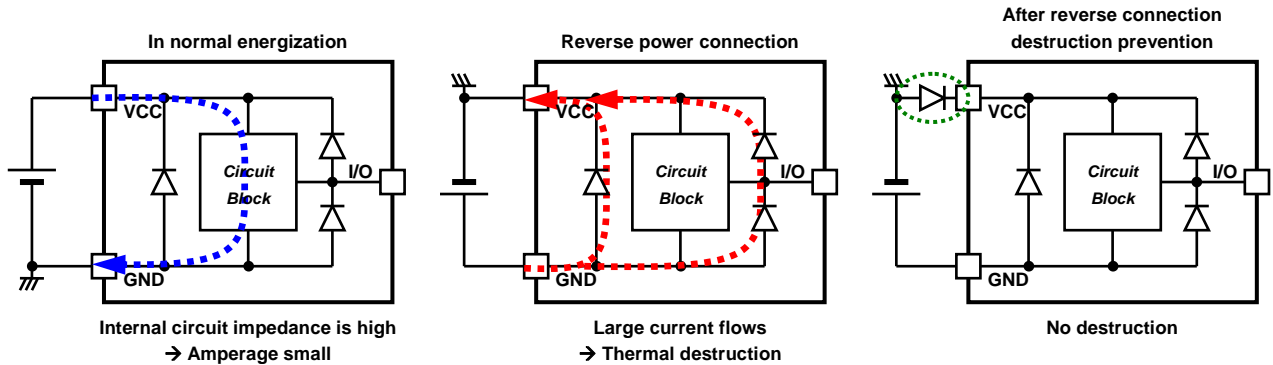 In normal energization
VCC
Circuit
Block
I/O
GND
Internal circuit impedance is high
→ Amperage small
Reverse power connection
VCC
Circuit
Block
I/O
GND
Large current flows
→ Thermal destruction
After reverse connection
destruction prevention
VCC
Circuit
Block
I/O
GND
No destruction